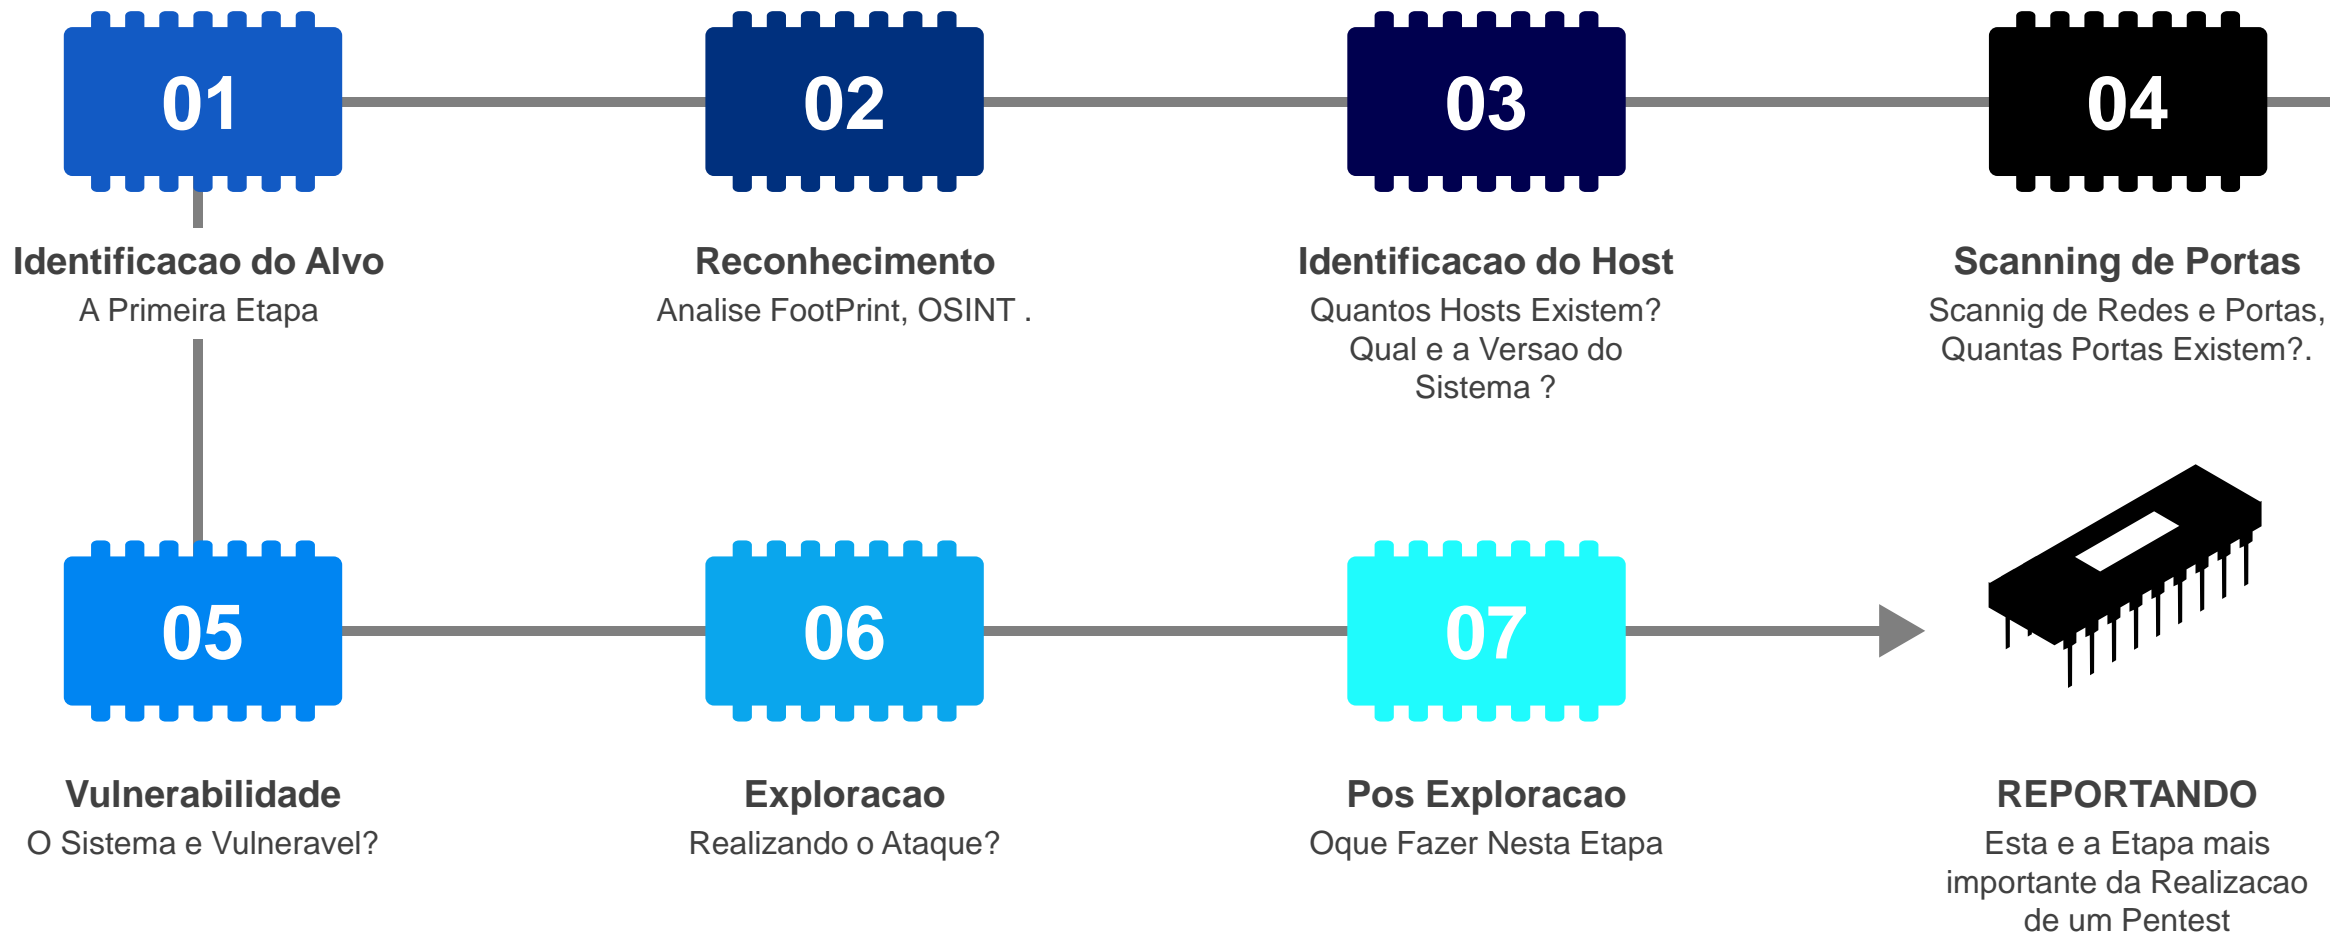 01
02
03
04
Identificacao do Alvo
A Primeira Etapa
Reconhecimento
Analise FootPrint, OSINT .
Identificacao do Host
Quantos Hosts Existem?
Qual e a Versao do
Sistema ?
Scanning de Portas
Scannig de Redes e Portas,
Quantas Portas Existem?.
05
06
07
Vulnerabilidade
O Sistema e Vulneravel?
Exploracao
Realizando o Ataque?
Pos Exploracao
Oque Fazer Nesta Etapa
REPORTANDO
Esta e a Etapa mais
importante da Realizacao
de um Pentest